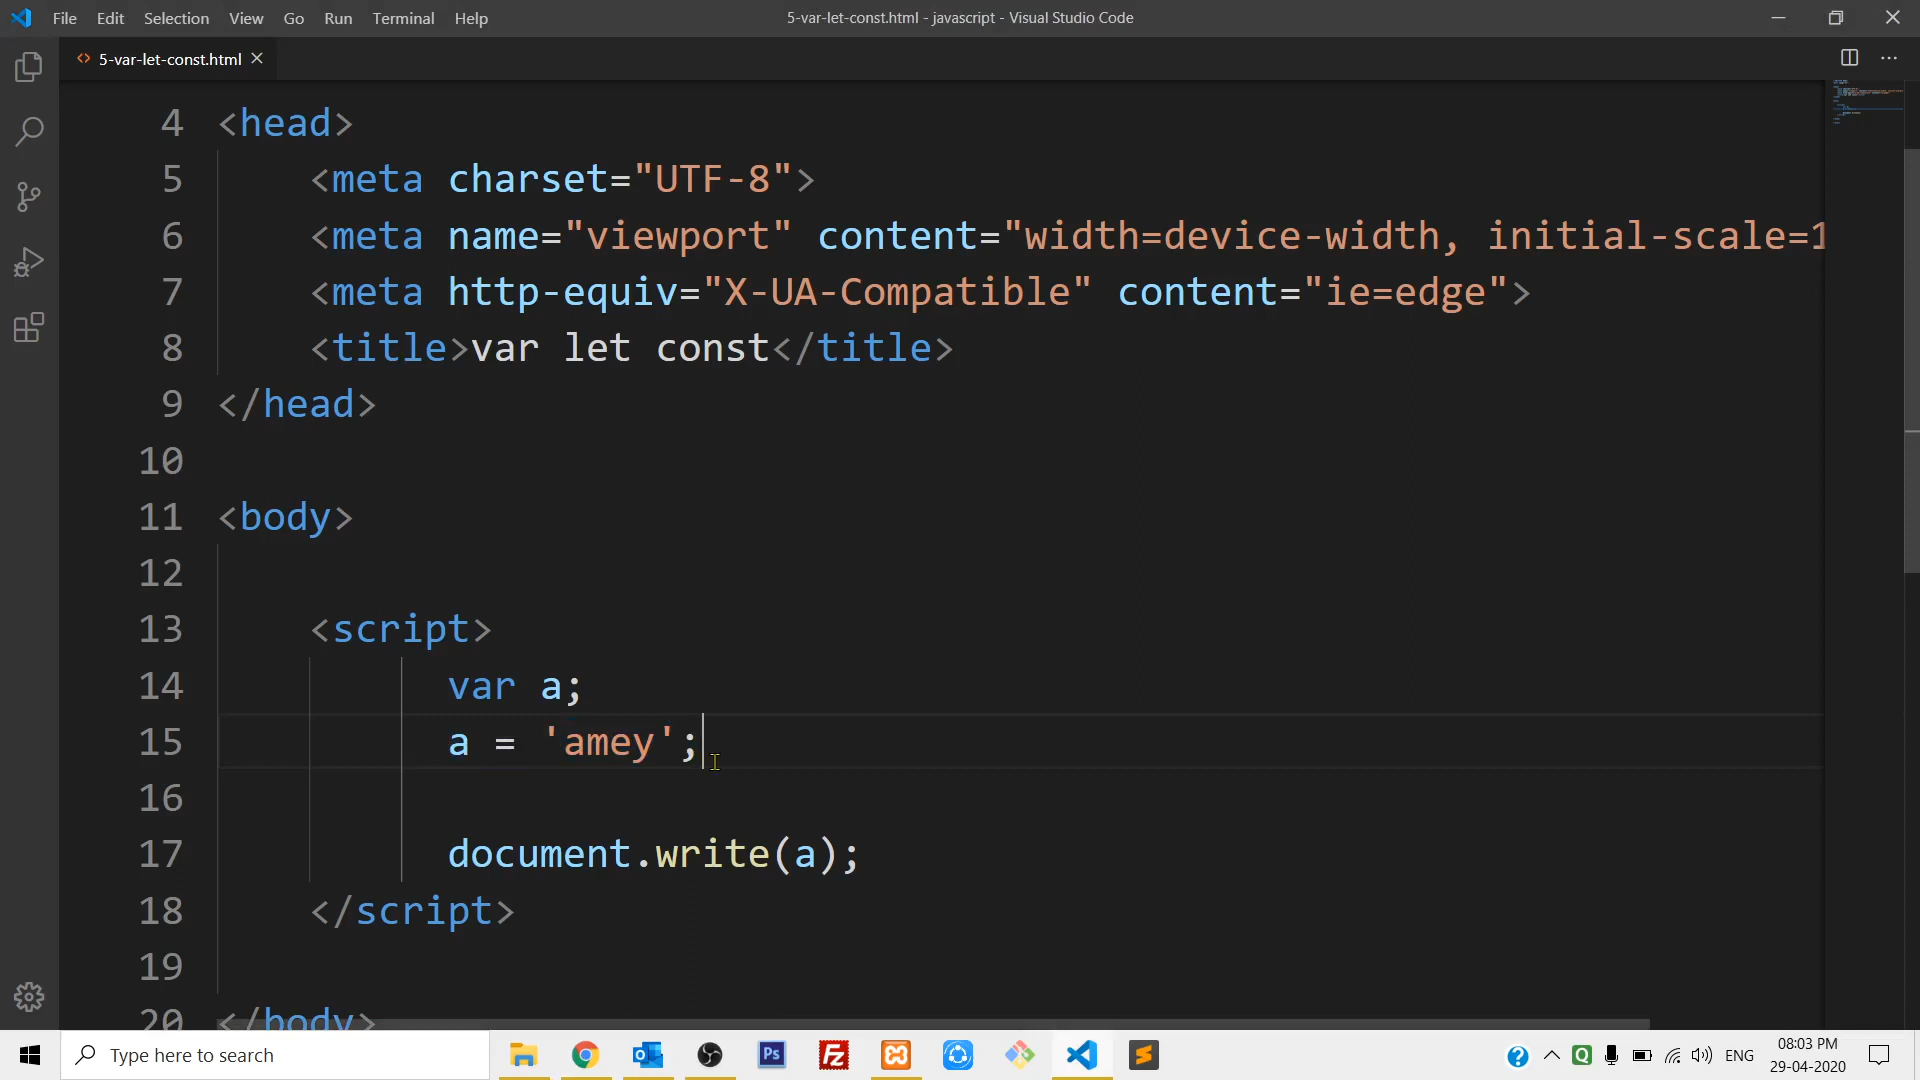 File Edit Selection View Go Run Terminal Help
5-var-let-const.html - javascript - Visual Studio Code
5-var-let-const.html
4 <head>
5 <meta charset="UTF-8">
6 <meta name="viewport" content="width=device-width, initial-scale=1
7 <meta http-equiv="X-UA-Compatible" content="ie=edge">
8 <title>var let const</title>
9 </head>
10
11 <body>
12
13 <script>
14 var a;
15 a = 'amey';
16
17 document.write(a);
18 </script>
19
20 </body>
Type here to search
Ps
Fz
Q
ENG
08:03 PM
29-04-2020